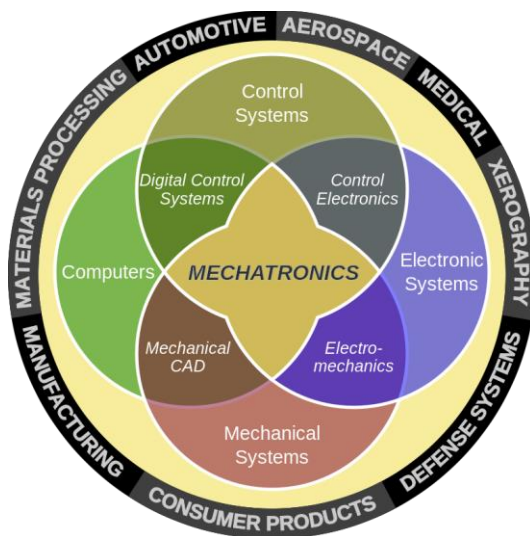 AUTOMOTIVE
AEROSPACE
MEDICAL
XEROGRAPHY
DEFENSE SYSTEMS
CONSUMER PRODUCTS
MANUFACTURING
MATERIALS PROCESSING
Control
Systems
Digital Control
Systems
Control
Electronics
Computers
MECHATRONICS
Electronic
Systems
Mechanical
CAD
Electro-
mechanics
Mechanical
Systems